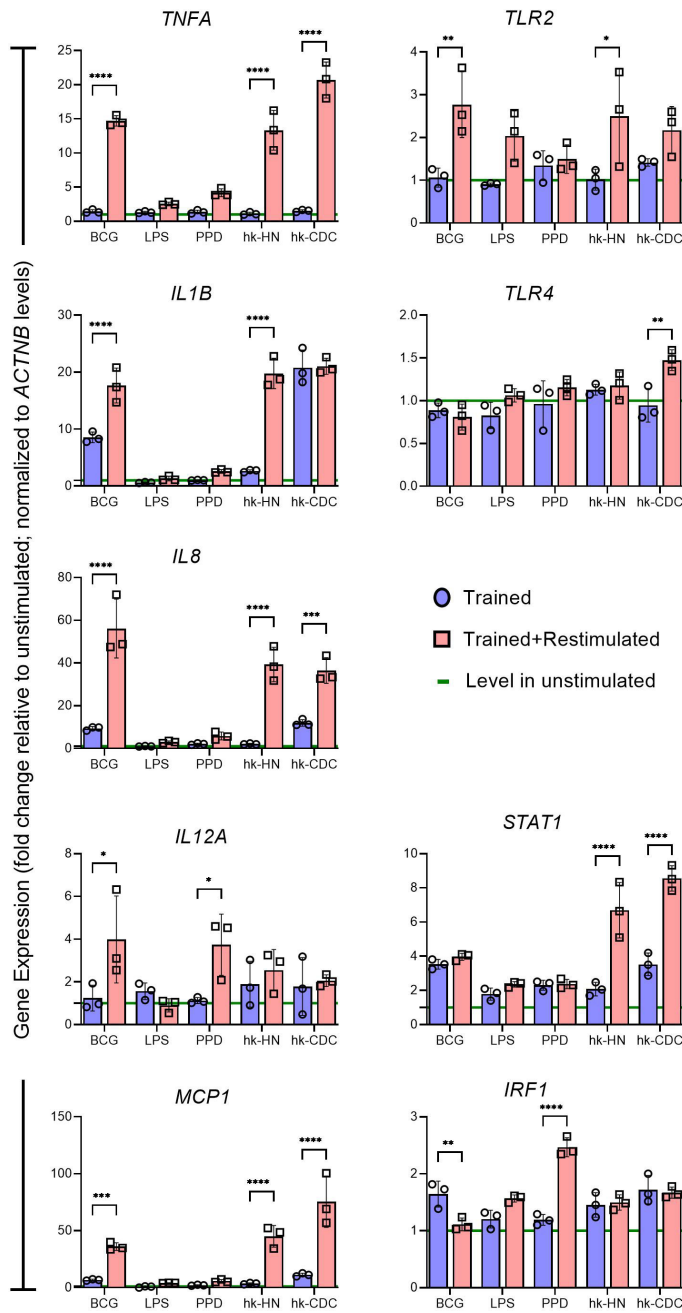 Gene Expression (fold change relative to unstimulated; normalized to ACTNB levels)
TNFA
25
20
15
10
5
0
****
****
****
BCG LPS PPD hk-HN hk-CDC
TLR2
4
3
2
1
0
**
*
BCG LPS PPD hk-HN hk-CDC
IL1B
30
20
10
0
****
****
BCG LPS PPD hk-HN hk-CDC
TLR4
2.0
1.5
1.0
0.5
0.0
**
BCG LPS PPD hk-HN hk-CDC
IL8
80
60
40
20
0
****
****
***
BCG LPS PPD hk-HN hk-CDC
Trained
Trained+Restimulated
Level in unstimulated
IL12A
8
6
4
2
0
*
*
BCG LPS PPD hk-HN hk-CDC
STAT1
8
6
4
2
0
****
****
BCG LPS PPD hk-HN hk-CDC
MCP1
150
100
50
0
***
****
****
BCG LPS PPD hk-HN hk-CDC
IRF1
3
2
1
0
**
****
BCG LPS PPD hk-HN hk-CDC